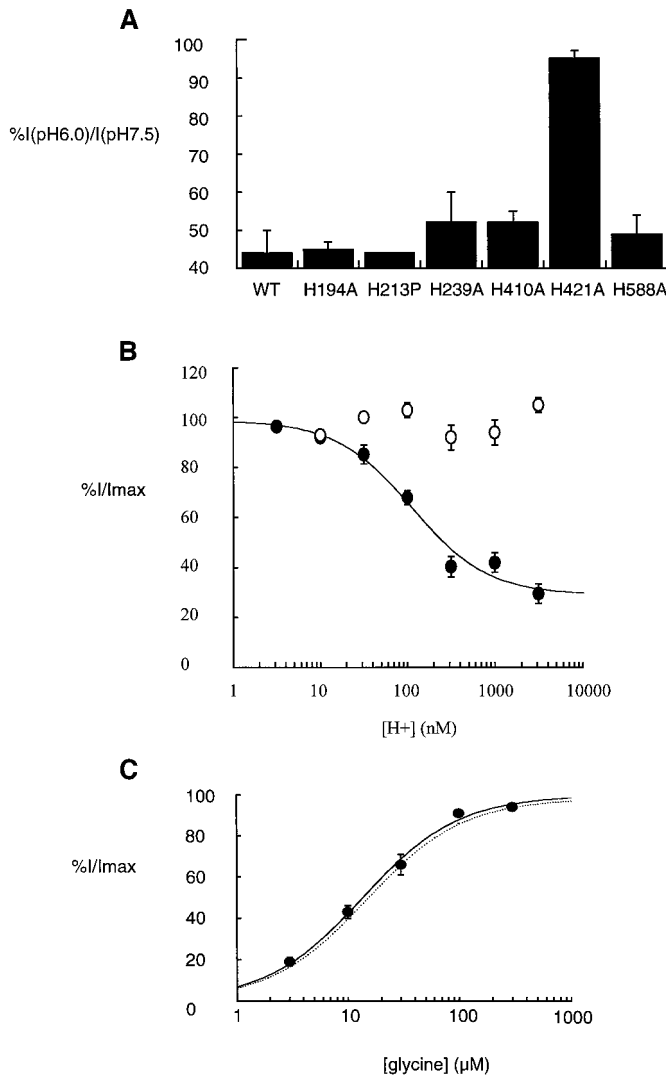 A
100
90
80
%I(pH6.0)/I(pH7.5)
70
60
50
40
WT H194A H213P H239A H410A H421A H588A
B
120
100
80
%I/Imax
60
40
20
0
1 10 100 1000 10000
[H+] (nM)
C
100
80
%I/Imax
60
40
20
0
1 10 100 1000
[glycine] (µM)